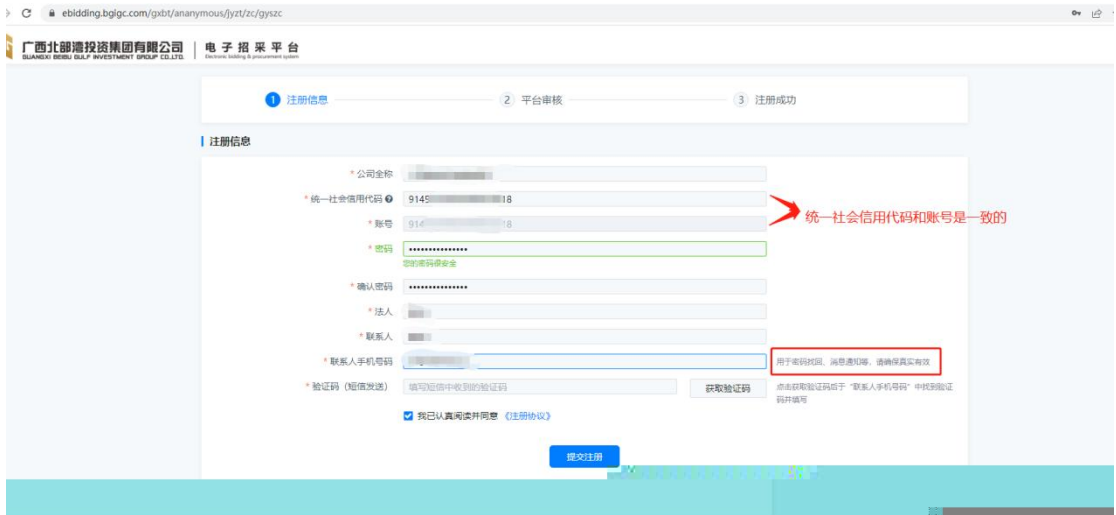 ebidding.bgigc.com/gxbt/ananymous/jyzt/zc/gyszc
广西北部湾投资集团有限公司
GUANGXI BEIBU GULF INVESTMENT GROUP CO.,LTD.
电子招采平台
Electronic bidding & procurement system
1 注册信息
2 平台审核
3 注册成功
注册信息
* 公司全称
* 统一社会信用代码 9145 18
* 账号 914 8
统一社会信用代码和账号是一致的
* 密码 •••••••••••••••
您的密码很安全
* 确认密码 •••••••••••••••
* 法人
* 联系人
* 联系人手机号码
用于密码找回、消息通知等、请确保真实有效
* 验证码（短信发送） 填写短信中收到的验证码 获取验证码
点击获取验证码后于“联系人手机号码”中找到验证
码并填写
我已认真阅读并同意 《注册协议》
提交注册